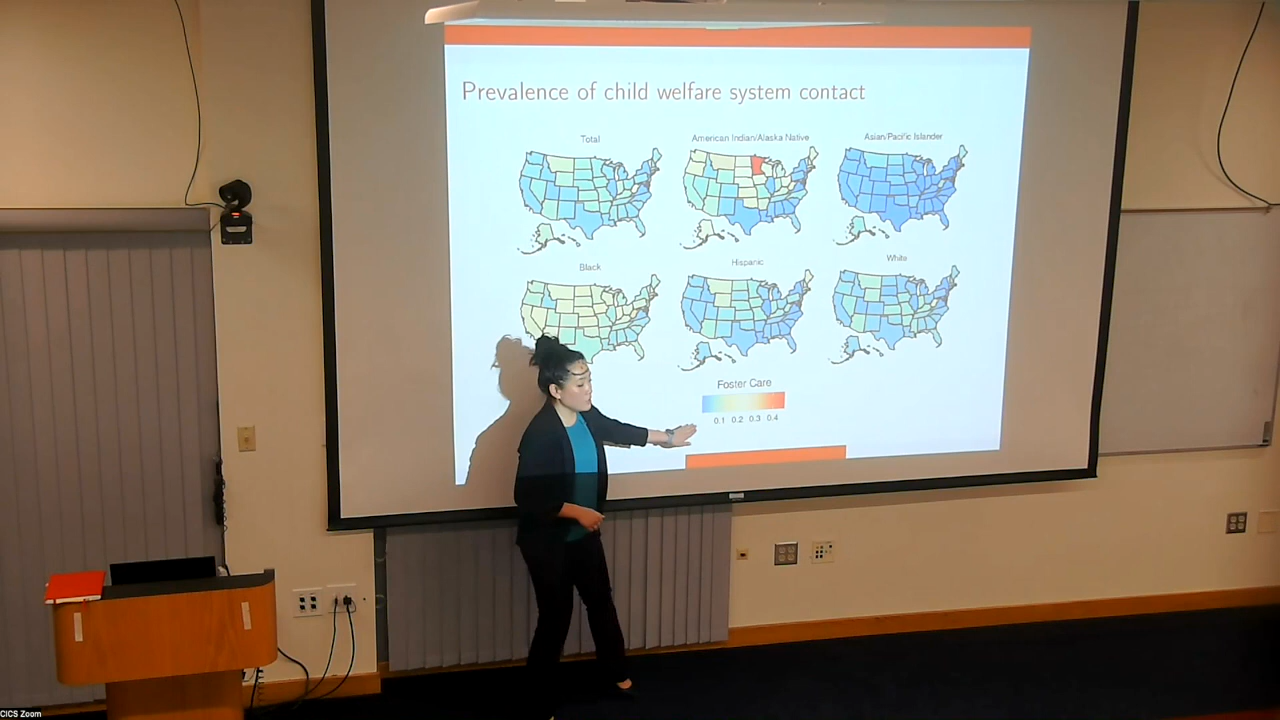 Prevalence of child welfare system contact
Total
American Indian/Alaska Native
Asian/Pacific Islander
Black
Hispanic
White
Foster Care
0.1 0.2 0.3 0.4
CICS Zoom